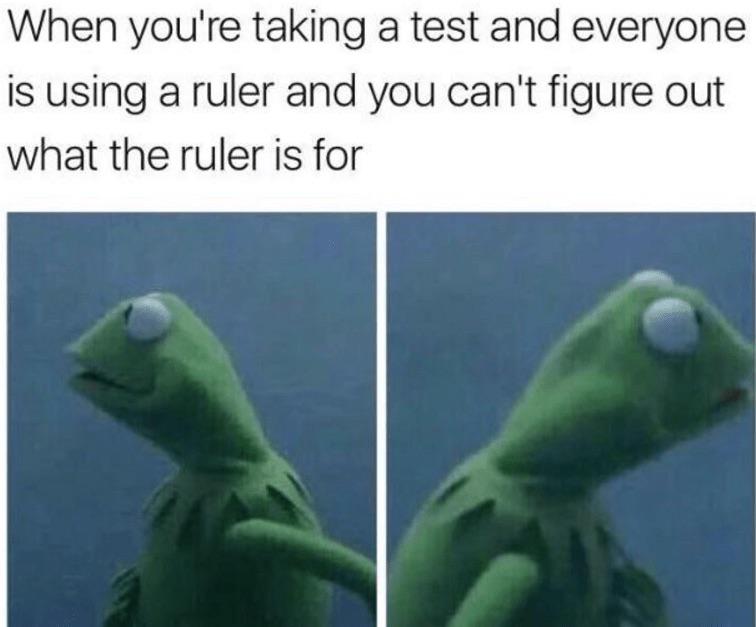 When you're taking a test and everyone
is using a ruler and you can't figure out
what the ruler is for